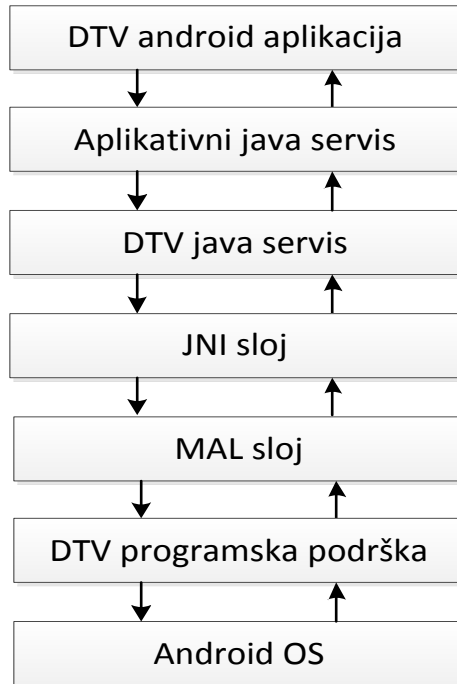 DTV android aplikacija
Aplikativni java servis
DTV java servis
JNI sloj
MAL sloj
DTV programska podrška
Android OS